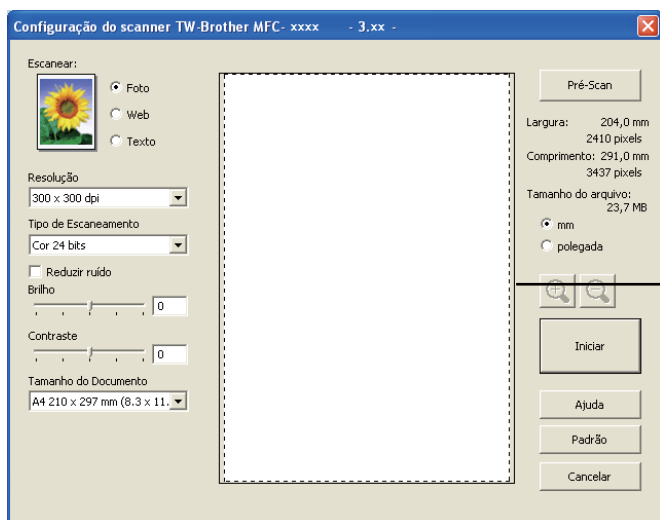 Configuração do scanner TW-Brother MFC- xxxx - 3.xx -
Escanear:
Foto
Web
Texto
Resolução
300 x 300 dpi
Tipo de Escaneamento
Cor 24 bits
Reduzir ruído
Brilho
0
Contraste
0
Tamanho do Documento
A4 210 x 297 mm (8.3 x 11.
Pré-Scan
Largura: 204,0 mm
2410 pixels
Comprimento: 291,0 mm
3437 pixels
Tamanho do arquivo:
23,7 MB
mm
polegada
Iniciar
Ajuda
Padrão
Cancelar